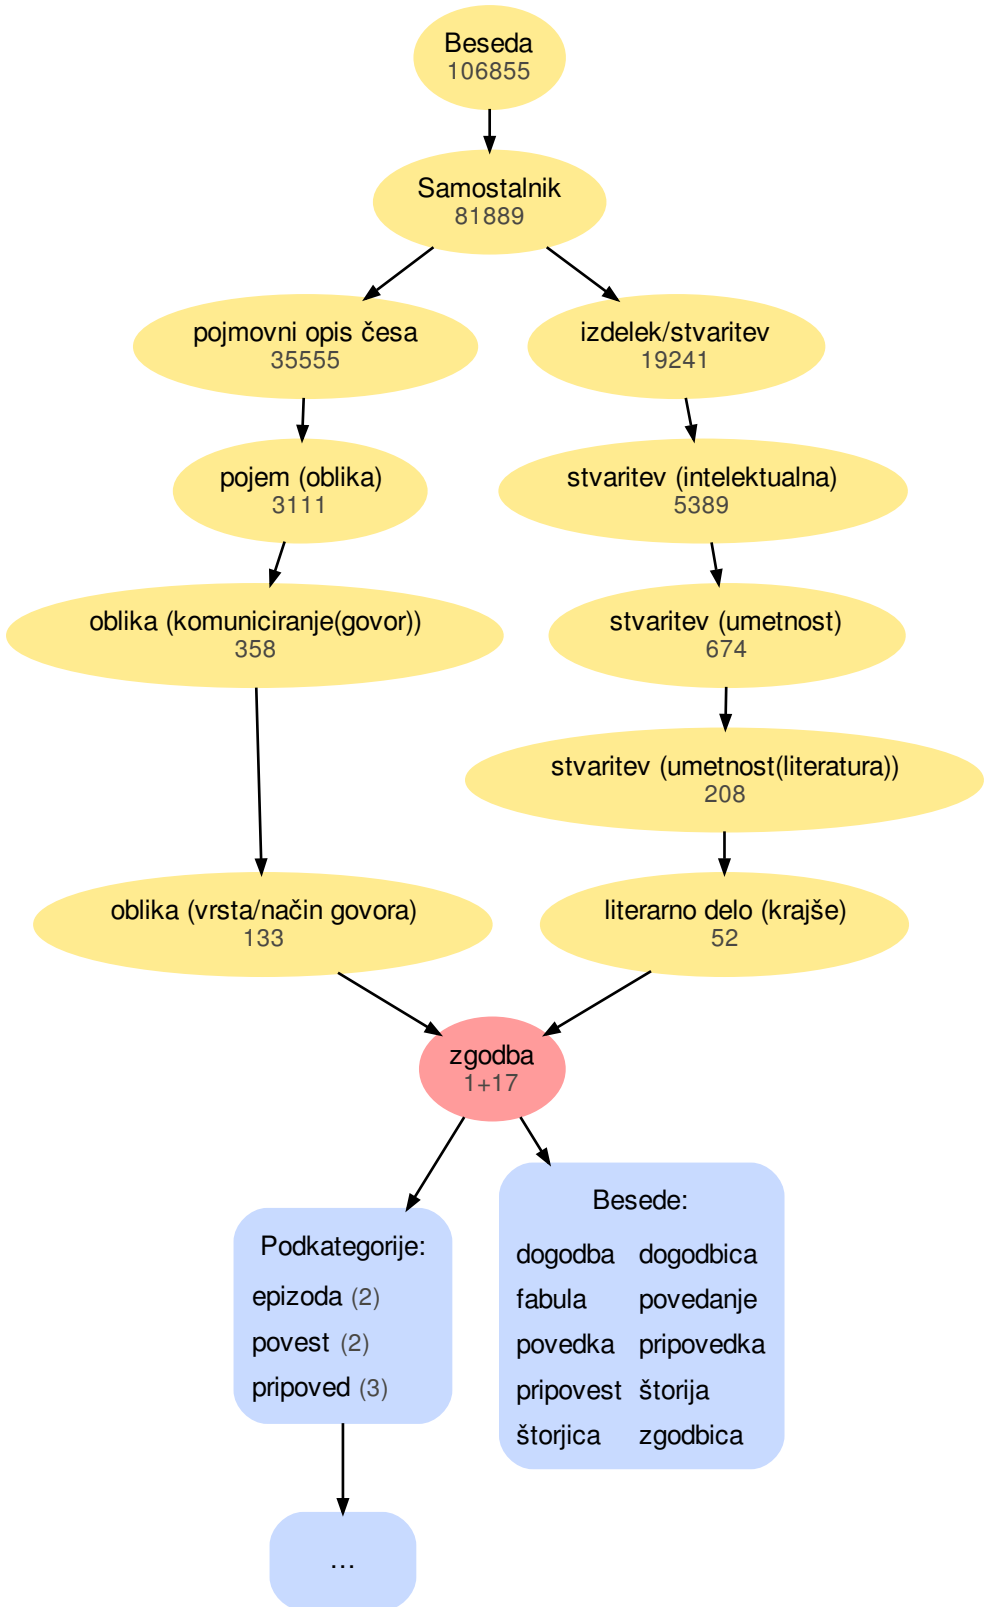 Beseda
106855
Samostalnik
81889
pojmovni opis česa
35555
izdelek/stvaritev
19241
pojem (oblika)
3111
stvaritev (intelektualna)
5389
oblika (komuniciranje(govor))
358
stvaritev (umetnost)
674
stvaritev (umetnost(literatura))
208
oblika (vrsta/način govora)
133
literarno delo (krajše)
52
zgodba
1+17
Podkategorije:
epizoda (2)
povest (2)
pripoved (3)
Besede:
dogodba dogodbica
fabula povedanje
povedka pripovedka
pripovest štorija
štorjica zgodbica
...